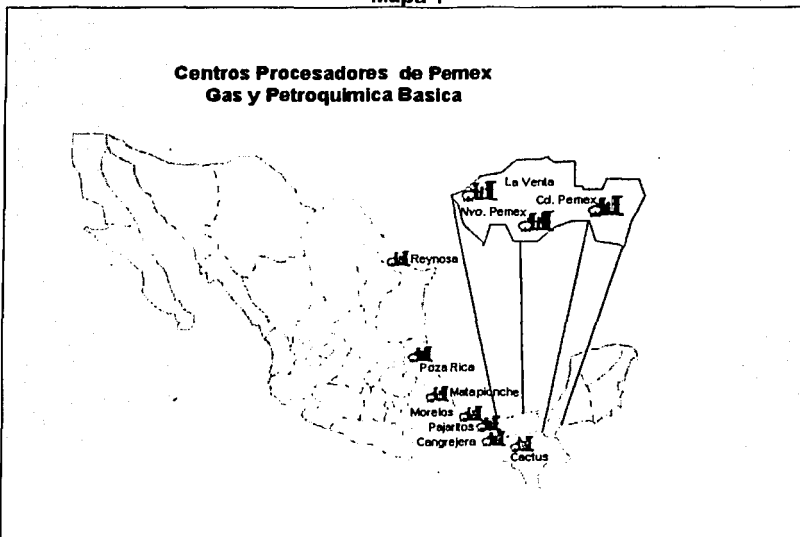 Centros Procesadores de Pemex
Gas y Petroquimica Basica
La Venta
Cd. Pemex
Nvo. Pemex
Reynosa
Poza Rica
Matapionche
Morelos
Pajaritos
Cangrejera
Cactus